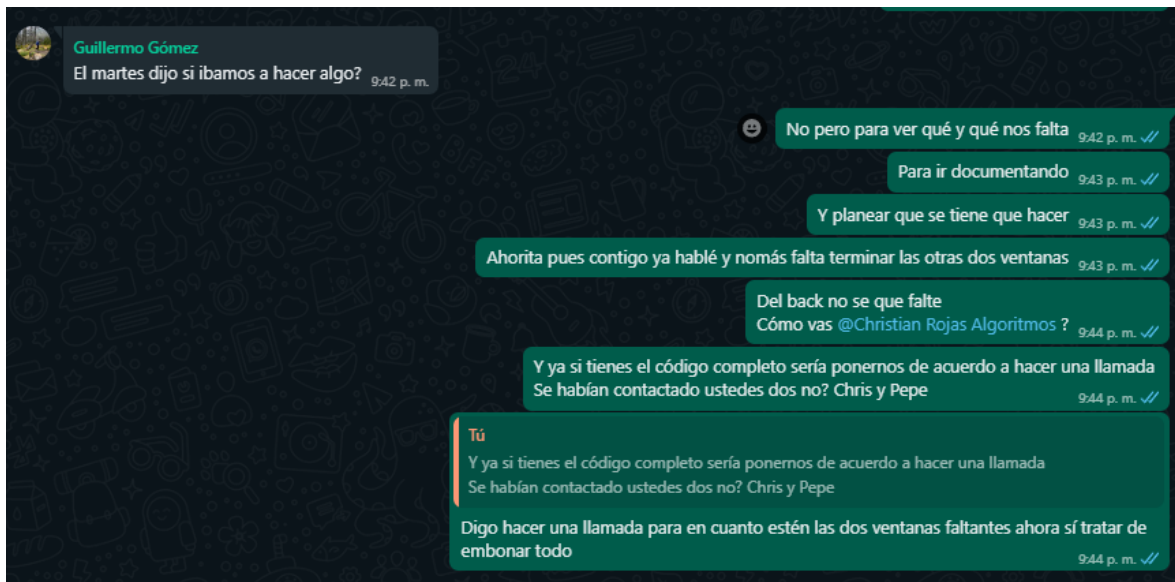 Guillermo Gómez
El martes dijo si ibamos a hacer algo? 9:42 p. m.
No pero para ver qué y qué nos falta 9:42 p. m.
Para ir documentando 9:43 p. m.
Y planear que se tiene que hacer 9:43 p. m.
Ahorita pues contigo ya hablé y nomás falta terminar las otras dos ventanas 9:43 p. m.
Del back no se que falte
Cómo vas @Christian Rojas Algoritmos ? 9:44 p. m.
Y ya si tienes el código completo sería ponernos de acuerdo a hacer una llamada
Se habían contactado ustedes dos no? Chris y Pepe 9:44 p. m.
Tú
Y ya si tienes el código completo sería ponernos de acuerdo a hacer una llamada
Se habían contactado ustedes dos no? Chris y Pepe
Digo hacer una llamada para en cuanto estén las dos ventanas faltantes ahora sí tratar de
embonar todo 9:44 p. m.